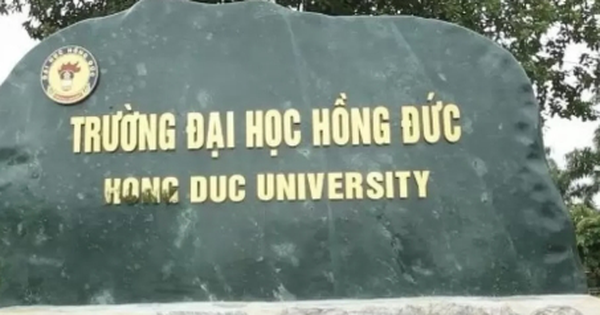 TRƯỜNG ĐẠI HỌC HỒNG ĐỨC
HONG DUC UNIVERSITY